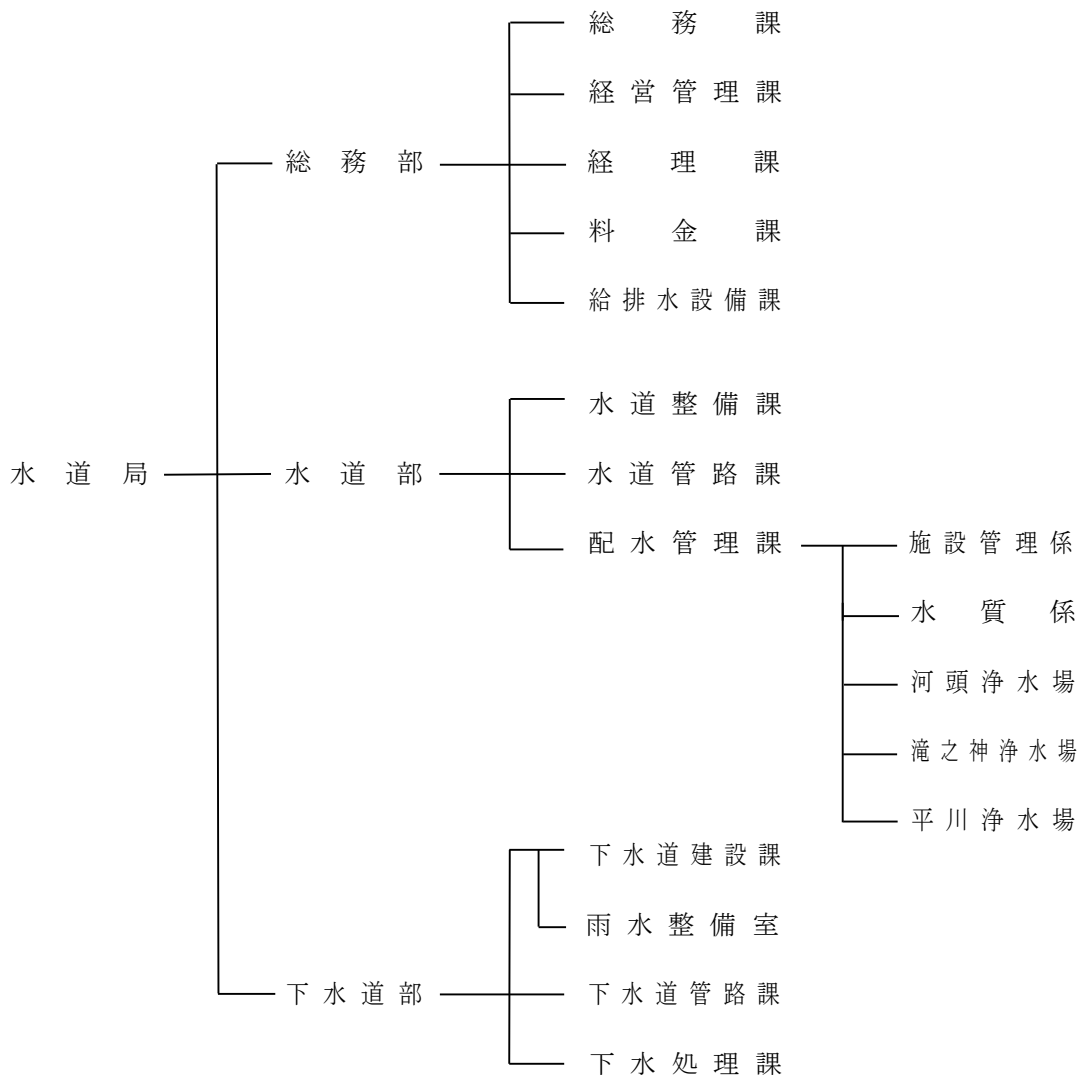 総務課
経営管理課
総務部
経理課
料金課
給排水設備課
水道整備課
水道局
水道部
水道管路課
配水管理課
施設管理係
水質係
河頭浄水場
滝之神浄水場
平川浄水場
下水道建設課
雨水整備室
下水道部
下水道管路課
下水処理課